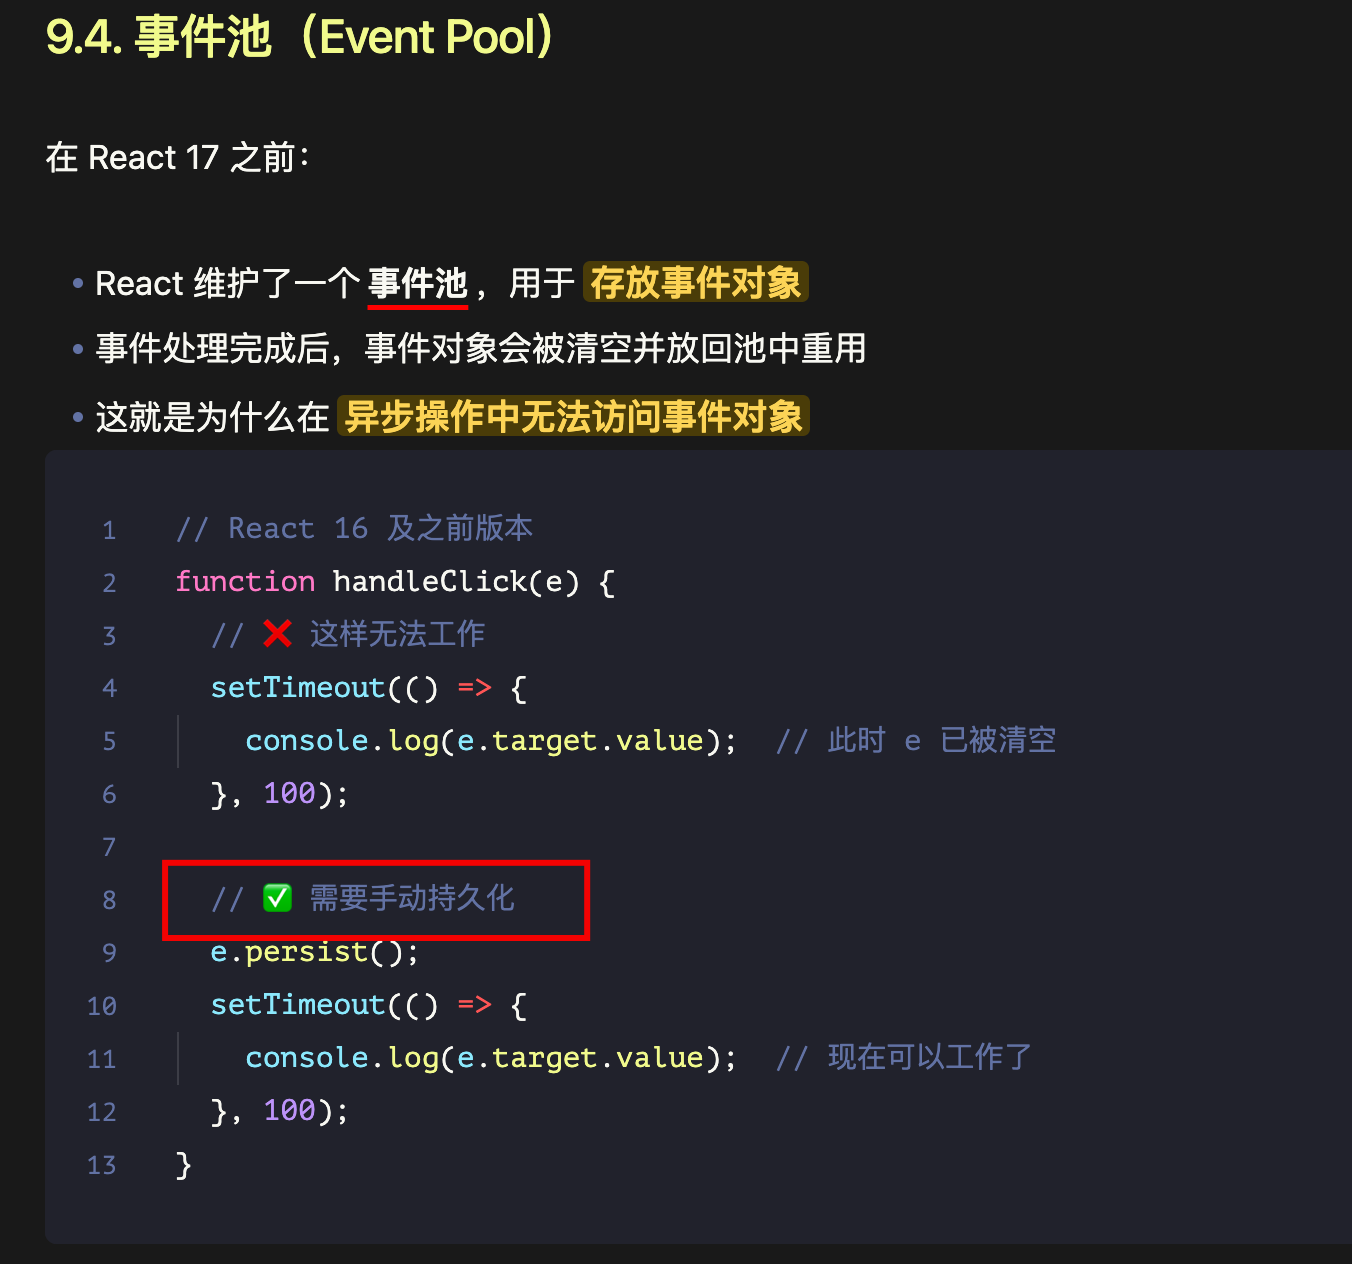 9.4. 事件池（Event Pool）
在 React 17 之前：
• React 维护了一个 事件池 ，用于 存放事件对象
• 事件处理完成后，事件对象会被清空并放回池中重用
• 这就是为什么在 异步操作中无法访问事件对象
1 // React 16 及之前版本
2 function handleClick(e) {
3 // ❌ 这样无法工作
4 setTimeout(() => {
5 console.log(e.target.value); // 此时 e 已被清空
6 }, 100);
7
8 // ✅ 需要手动持久化
9 e.persist();
10 setTimeout(() => {
11 console.log(e.target.value); // 现在可以工作了
12 }, 100);
13 }